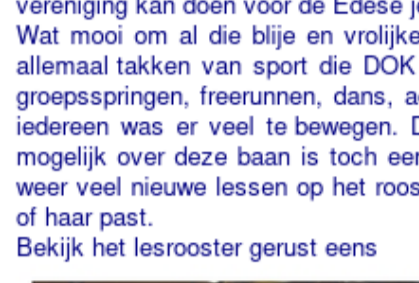 vereniging kan doen voor de Edese
Wat mooi om al die blije en vrolijke
allemaal takken van sport die DOK
groepsspringen, freerunnen, dans,
iedereen was er veel te bewegen.
mogelijk over deze baan is toch
weer veel nieuwe lessen op het
of haar past.
Bekijk het lesrooster gerust eens